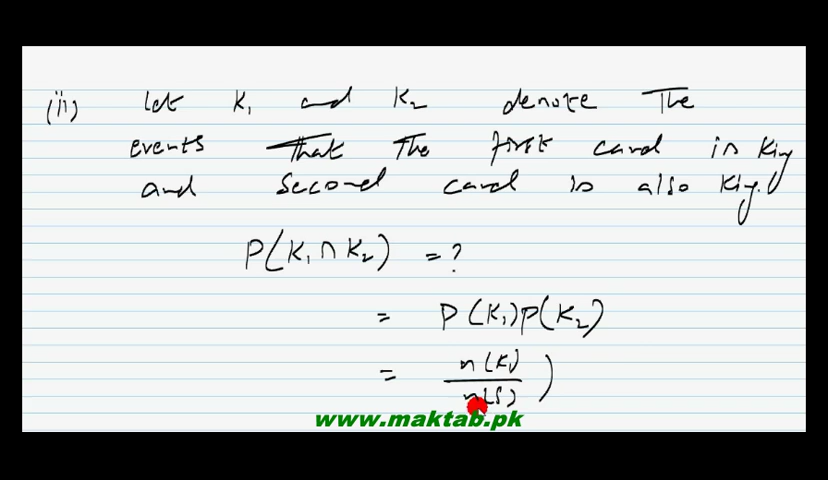 (ii) Let K₁ and K₂ denote The
events That The first card is King
and Second card is also King.
P(K₁ ∩ K₂) = ?
= P(K₁)P(K₂)
= n(K) / n(S) )
www.maktab.pk